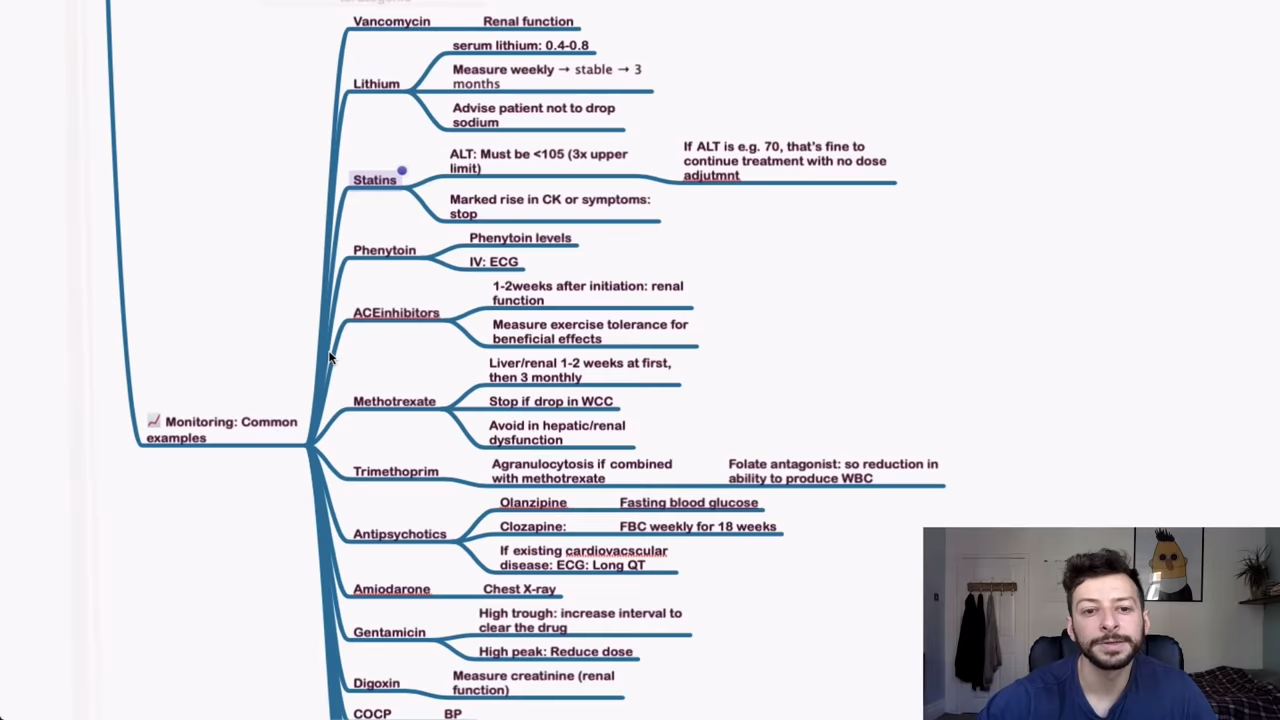 Vancomycin
Renal function
serum lithium: 0.4-0.8
Lithium
Measure weekly → stable → 3
months
Advise patient not to drop
sodium
Statins
ALT: Must be <105 (3x upper
limit)
If ALT is e.g. 70, that's fine to
continue treatment with no dose
adjutmnt
Marked rise in CK or symptoms:
stop
Phenytoin
Phenytoin levels
IV: ECG
ACEinhibitors
1-2weeks after initiation: renal
function
Measure exercise tolerance for
beneficial effects
Methotrexate
Liver/renal 1-2 weeks at first,
then 3 monthly
Stop if drop in WCC
Avoid in hepatic/renal
dysfunction
📈 Monitoring: Common
examples
Trimethoprim
Agranulocytosis if combined
with methotrexate
Folate antagonist: so reduction in
ability to produce WBC
Antipsychotics
Olanzipine
Fasting blood glucose
Clozapine:
FBC weekly for 18 weeks
If existing cardiovacscular
disease: ECG: Long QT
Amiodarone
Chest X-ray
Gentamicin
High trough: increase interval to
clear the drug
High peak: Reduce dose
Digoxin
Measure creatinine (renal
function)
COCP
BP